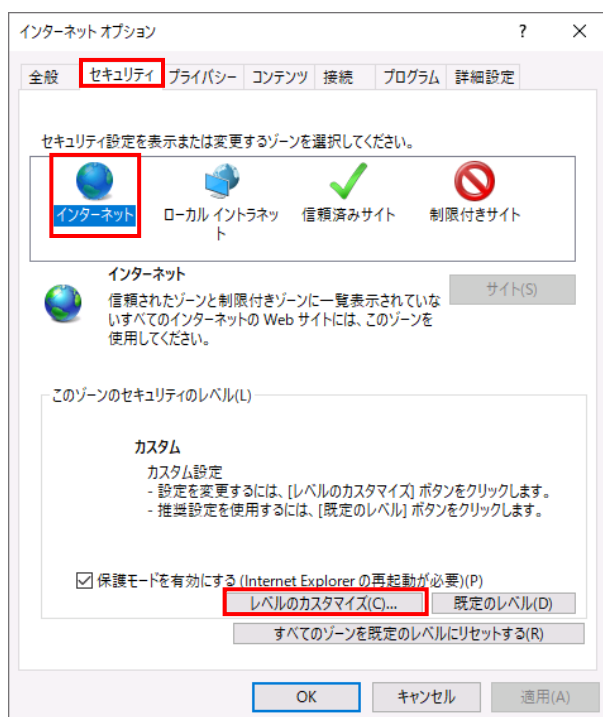 インターネット オプション ? ×
全般 セキュリティ プライバシー コンテンツ 接続 プログラム 詳細設定
セキュリティ設定を表示または変更するゾーンを選択してください。
インターネット ローカル イントラネッ 信頼済みサイト 制限付きサイト
ト
インターネット
サイト(S)
信頼されたゾーンと制限付きゾーンに一覧表示されていな
いすべてのインターネットの Web サイトには、このゾーンを
使用してください。
このゾーンのセキュリティのレベル(L)
カスタム
カスタム設定
- 設定を変更するには、[レベルのカスタマイズ] ボタンをクリックします。
- 推奨設定を使用するには、[既定のレベル] ボタンをクリックします。
保護モードを有効にする (Internet Explorer の再起動が必要)(P)
レベルのカスタマイズ(C)... 既定のレベル(D)
すべてのゾーンを既定のレベルにリセットする(R)
OK キャンセル 適用(A)